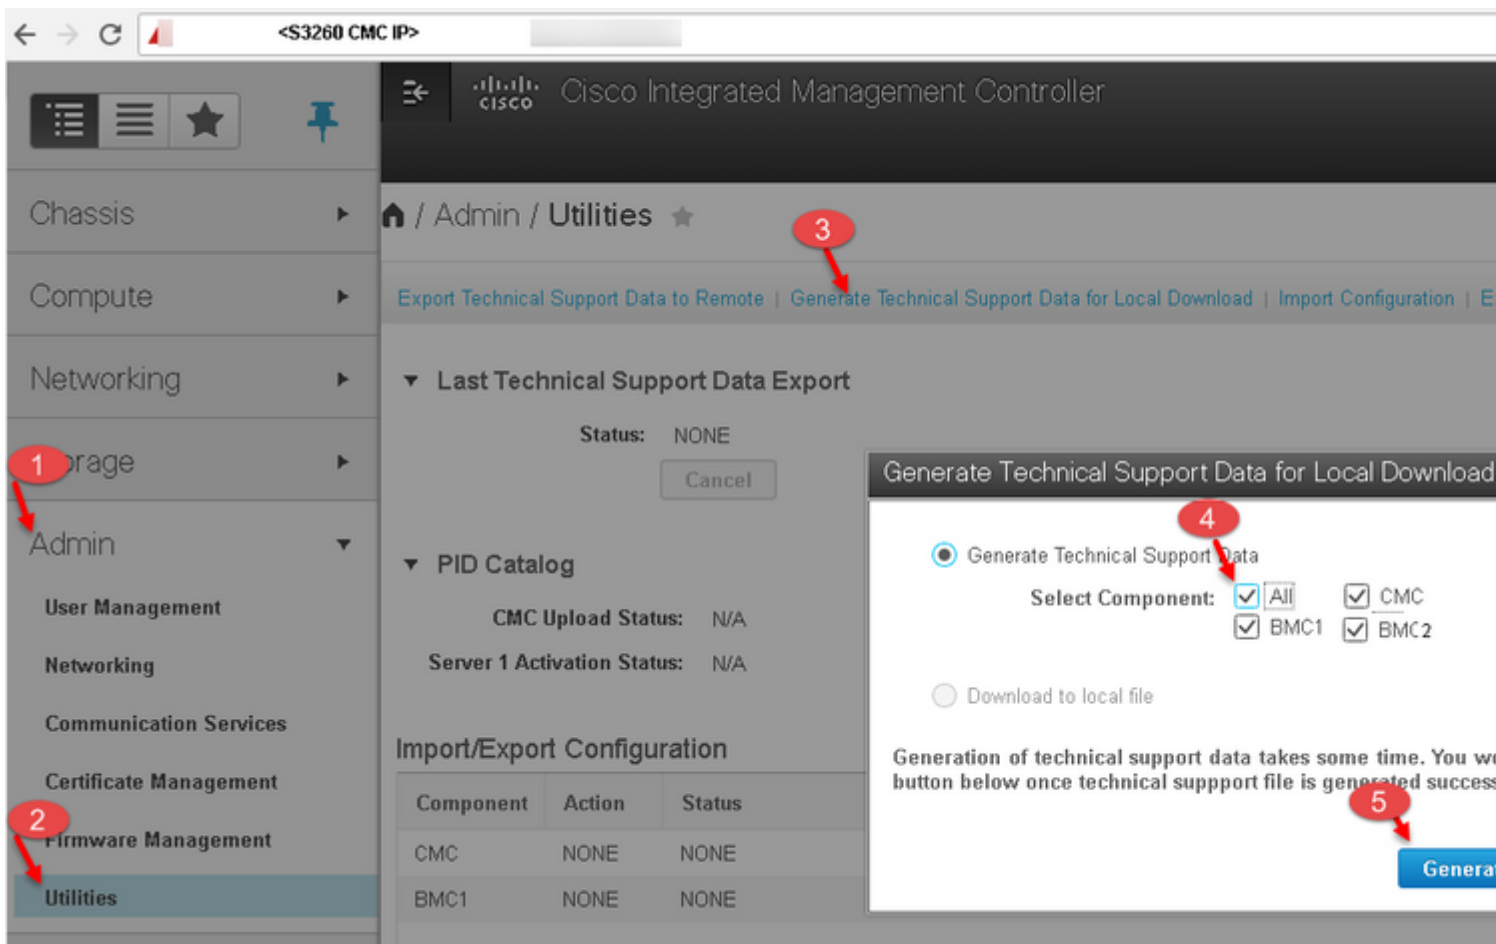 <S3260 CMC IP>
cisco Cisco Integrated Management Controller
Chassis
Compute
Networking
Storage
Admin
User Management
Networking
Communication Services
Certificate Management
Firmware Management
Utilities
1
2
/ Admin / Utilities
3
Export Technical Support Data to Remote | Generate Technical Support Data for Local Download | Import Configuration | E
Last Technical Support Data Export
Status: NONE
Cancel
PID Catalog
CMC Upload Status: N/A
Server 1 Activation Status: N/A
Import/Export Configuration
Component Action Status
CMC NONE NONE
BMC1 NONE NONE
Generate Technical Support Data for Local Download
4
Generate Technical Support Data
Select Component: All CMC
BMC1 BMC2
Download to local file
Generation of technical support data takes some time. You wo
button below once technical suppport file is generated success
5
Genera